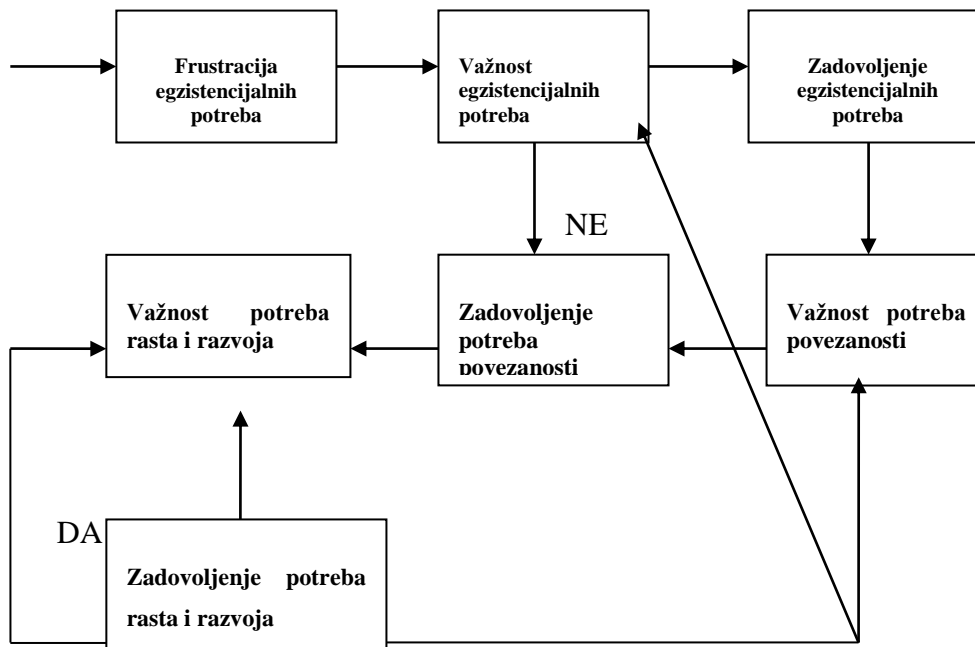 Frustracija
egzistencijalnih
potreba
Važnost
egzistencijalnih
potreba
Zadovoljenje
egzistencijalnih
potreba
NE
Važnost potreba
rasta i razvoja
Zadovoljenje
potreba
povezanosti
Važnost potreba
povezanosti
DA
Zadovoljenje potreba
rasta i razvoja